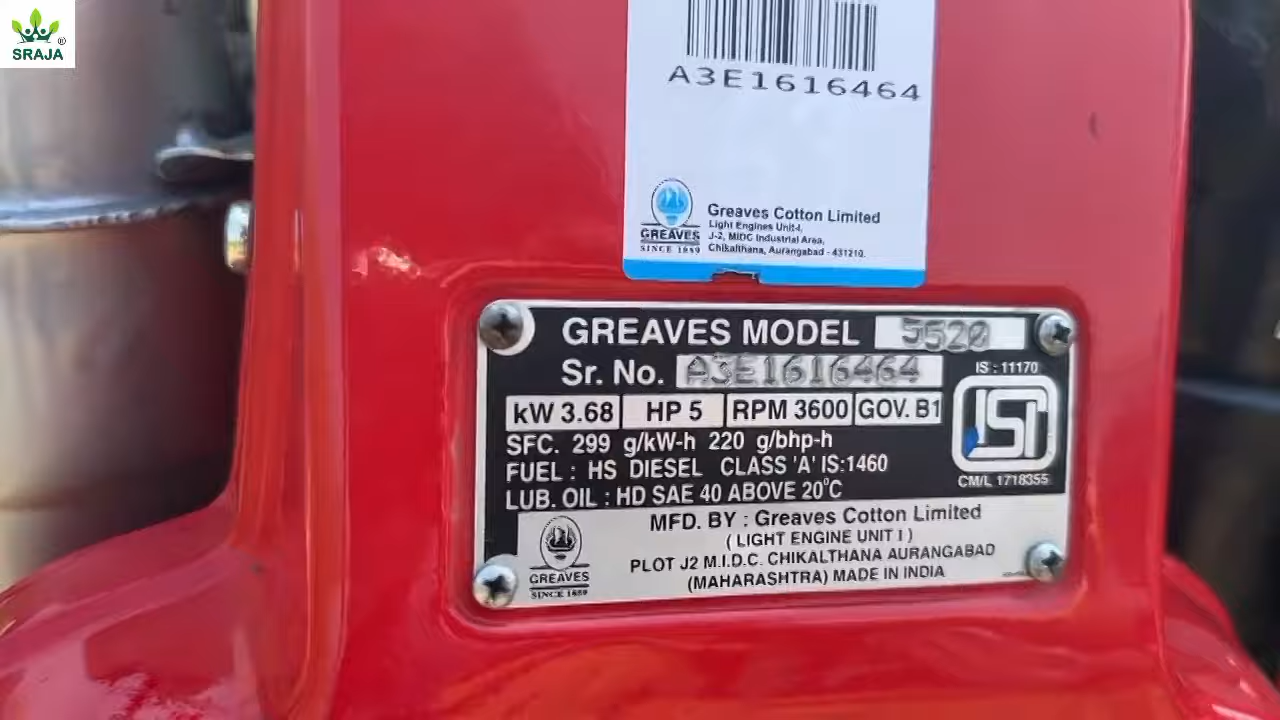 SRAJA ®
A3E1616464
GREAVES
SINCE 1859
Greaves Cotton Limited
Light Engines Unit-I,
J-2, MIDC Industrial Area,
Chikalthana, Aurangabad - 431210.
GREAVES MODEL 5520
Sr. No. A3E1616464
kW 3.68 HP 5 RPM 3600 GOV. B1
SFC. 299 g/kW-h 220 g/bhp-h
FUEL : HS DIESEL CLASS 'A' IS:1460
LUB. OIL : HD SAE 40 ABOVE 20°C
IS : 11170
ISI
CM/L 1718355
GREAVES
SINCE 1859
MFD. BY : Greaves Cotton Limited
( LIGHT ENGINE UNIT I )
PLOT J2 M.I.D.C. CHIKALTHANA AURANGABAD
(MAHARASHTRA) MADE IN INDIA